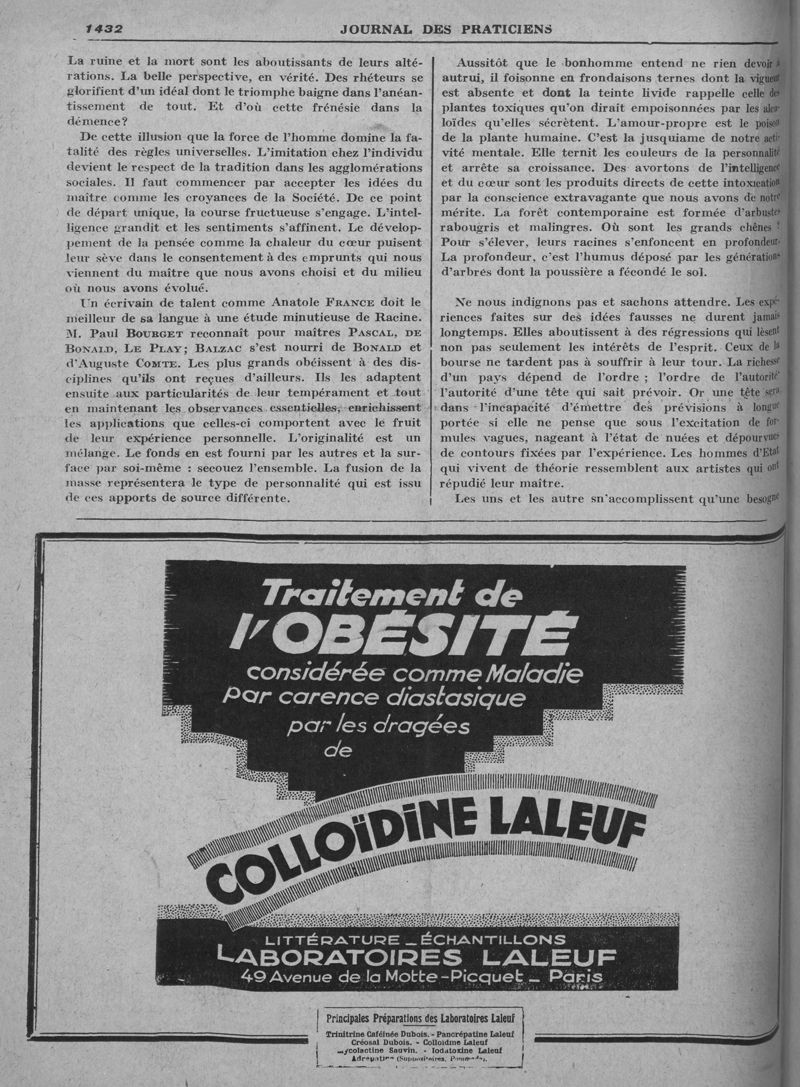 1432
JOURNAL DES PRATICIENS
La ruine et la mort sont les aboutissants de leurs alté-
rations. La belle perspective, en vérité. Des rhéteurs se
glorifient d'un idéal dont le triomphe baigne dans l'anéan-
tissement de tout. Et d'où cette frénésie dans la
démence?
De cette illusion que la force de l'homme domine la fa-
talité des règles universelles. L'imitation chez l'individu
devient le respect de la tradition dans les agglomérations
sociales. Il faut commencer par accepter les idées du
maître comme les croyances de la Société. De ce point
de départ unique, la course fructueuse s'engage. L'intel-
ligence grandit et les sentiments s'affinent. Le dévelop-
pement de la pensée comme la chaleur du cœur puisent
leur sève dans le consentement à des emprunts qui nous
viennent du maître que nous avons choisi et du milieu
où nous avons évolué.
Un écrivain de talent comme Anatole FRANCE doit le
meilleur de sa langue à une étude minutieuse de Racine.
M. Paul BOURGET reconnaît pour maîtres PASCAL, DE
BONALD, LE PLAY; BALZAC s'est nourri de BONALD et
d'Auguste COMTE. Les plus grands obéissent à des dis-
ciplines qu'ils ont reçues d'ailleurs. Ils les adaptent
ensuite aux particularités de leur tempérament et tout
en maintenant les observances essentielles, enrichissent
les applications que celles-ci comportent avec le fruit
de leur expérience personnelle. L'originalité est un
mélange. Le fonds en est fourni par les autres et la sur-
face par soi-même : secouez l'ensemble. La fusion de la
masse représentera le type de personnalité qui est issu
de ces apports de source différente.
Aussitôt que le bonhomme entend ne rien devoir à
autrui, il foisonne en frondaisons ternes dont la vigueur
est absente et dont la teinte livide rappelle celle des
plantes toxiques qu'on dirait empoisonnées par les alca-
loïdes qu'elles sécrètent. L'amour-propre est le poison
de la plante humaine. C'est la jusquiame de notre acti-
vité mentale. Elle ternit les couleurs de la personnalité
et arrête sa croissance. Des avortons de l'intelligence
et du cœur sont les produits directs de cette intoxication
par la conscience extravagante que nous avons de notre
mérite. La forêt contemporaine est formée d'arbustes
rabougris et malingres. Où sont les grands chênes ?
Pour s'élever, leurs racines s'enfoncent en profondeur.
La profondeur, c'est l'humus déposé par les générations
d'arbres dont la poussière a fécondé le sol.
Ne nous indignons pas et sachons attendre. Les expé-
riences faites sur des idées fausses ne durent jamais
longtemps. Elles aboutissent à des régressions qui lèsent
non pas seulement les intérêts de l'esprit. Ceux de la
bourse ne tardent pas à souffrir à leur tour. La richesse
d'un pays dépend de l'ordre ; l'ordre de l'autorité
l'autorité d'une tête qui sait prévoir. Or une tête sera
dans l'incapacité d'émettre des prévisions à longue
portée si elle ne pense que sous l'excitation de for-
mules vagues, nageant à l'état de nuées et dépourvues
de contours fixées par l'expérience. Les hommes d'Etat
qui vivent de théorie ressemblent aux artistes qui ont
répudié leur maître.
Les uns et les autre sn'accomplissent qu'une besogne
Traitement de
l'OBÉSITÉ
considérée comme Maladie
par carence diastasique
par les dragées
de
COLLOÏDINE LALEUF
LITTÉRATURE _ ÉCHANTILLONS
LABORATOIRES LALEUF
49 Avenue de la Motte-Picquet _ Paris
Principales Préparations des Laboratoires Laleuf
Trinitrine Caféinée Dubois. - Pancrépatine Laleuf
Créosal Dubois. - Colloïdine Laleuf
Mycolactine Sauvin. - Iodatoxine Laleuf